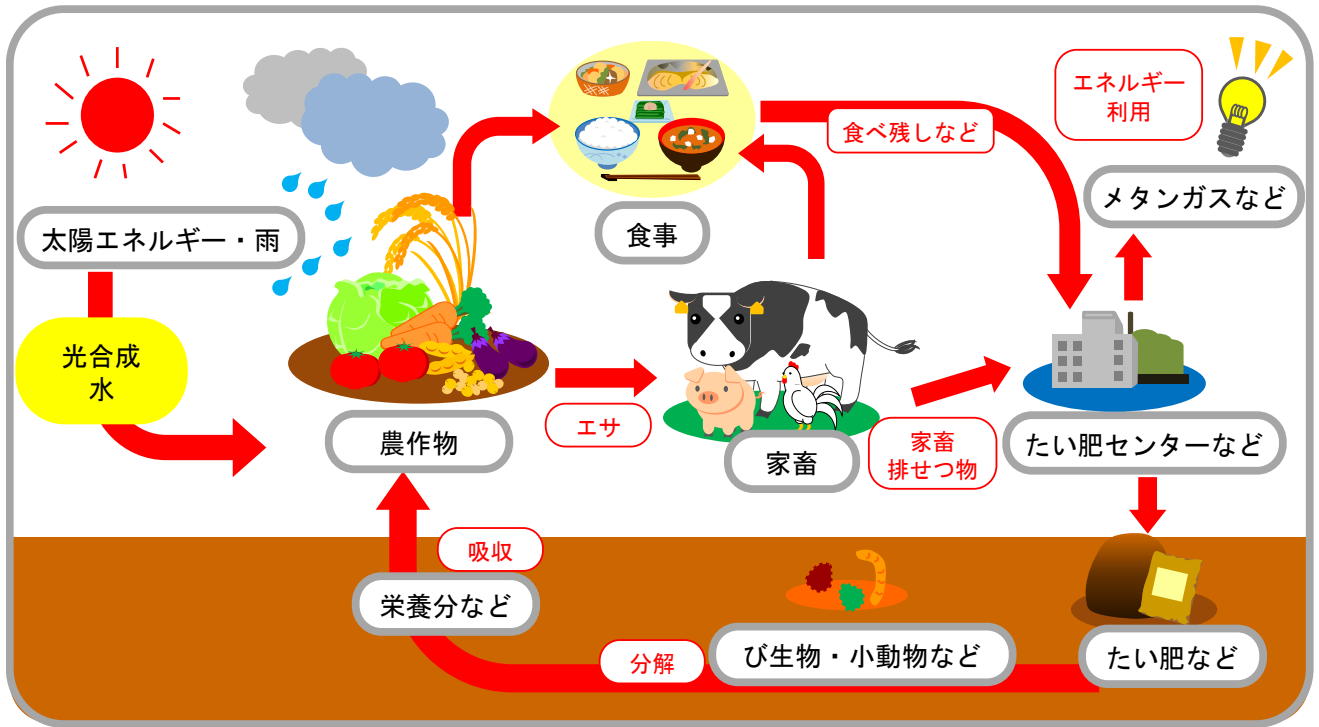 エネルギー
利用
食べ残しなど
メタンガスなど
太陽エネルギー・雨
食事
光合成
水
エサ
農作物
家畜
家畜
排せつ物
たい肥センターなど
吸収
栄養分など
分解
び生物・小動物など
たい肥など